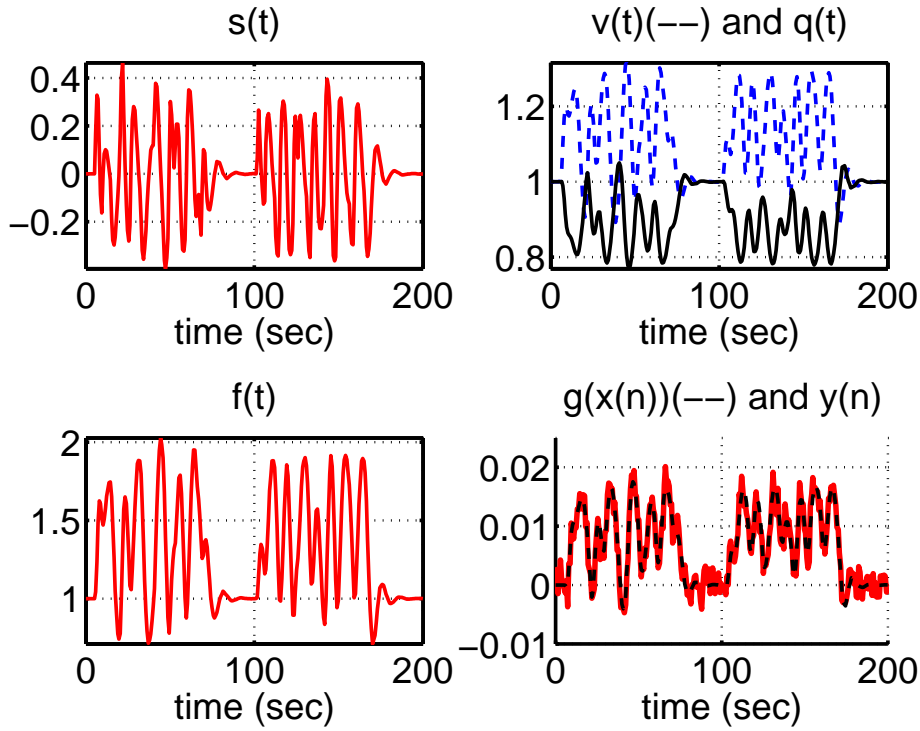 s(t)
0.4
0.2
0
−0.2
0 100 200
time (sec)
v(t)(−−) and q(t)
1.2
1
0.8
0 100 200
time (sec)
f(t)
2
1.5
1
0 100 200
time (sec)
g(x(n))(−−) and y(n)
0.02
0.01
0
−0.01
0 100 200
time (sec)